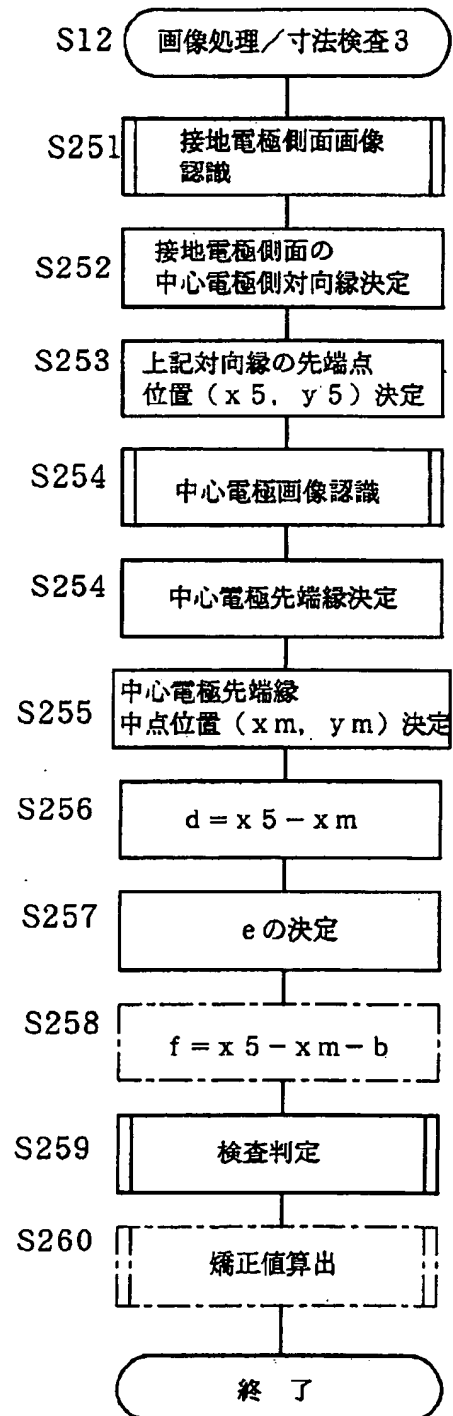 S12 画像処理／寸法検査3
S251 接地電極側面画像
認識
S252 接地電極側面の
中心電極側対向縁決定
S253 上記対向縁の先端点
位置（x5，y5）決定
S254 中心電極画像認識
S254 中心電極先端縁決定
S255 中心電極先端縁
中点位置（xm，ym）決定
S256 d＝x5－xm
S257 eの決定
S258 f＝x5－xm－b
S259 検査判定
S260 矯正値算出
終 了